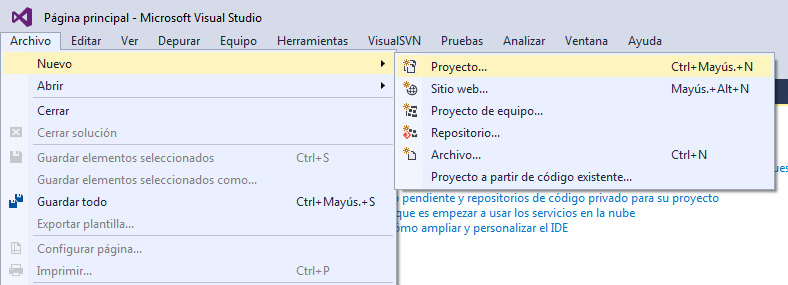 Página principal - Microsoft Visual Studio
Archivo Editar Ver Depurar Equipo Herramientas VisualSVN Pruebas Analizar Ventana Ayuda
Nuevo
Proyecto... Ctrl+Mayús.+N
Abrir
Sitio web... Mayús.+Alt+N
Cerrar
Proyecto de equipo...
Cerrar solución
Repositorio...
Guardar elementos seleccionados Ctrl+S
Archivo... Ctrl+N
Guardar elementos seleccionados como...
Proyecto a partir de código existente...
Guardar todo Ctrl+Mayús.+S
pendiente y repositorios de código privado para su proyecto
Exportar plantilla...
que es empezar a usar los servicios en la nube
Configurar página...
ómo ampliar y personalizar el IDE
Imprimir... Ctrl+P